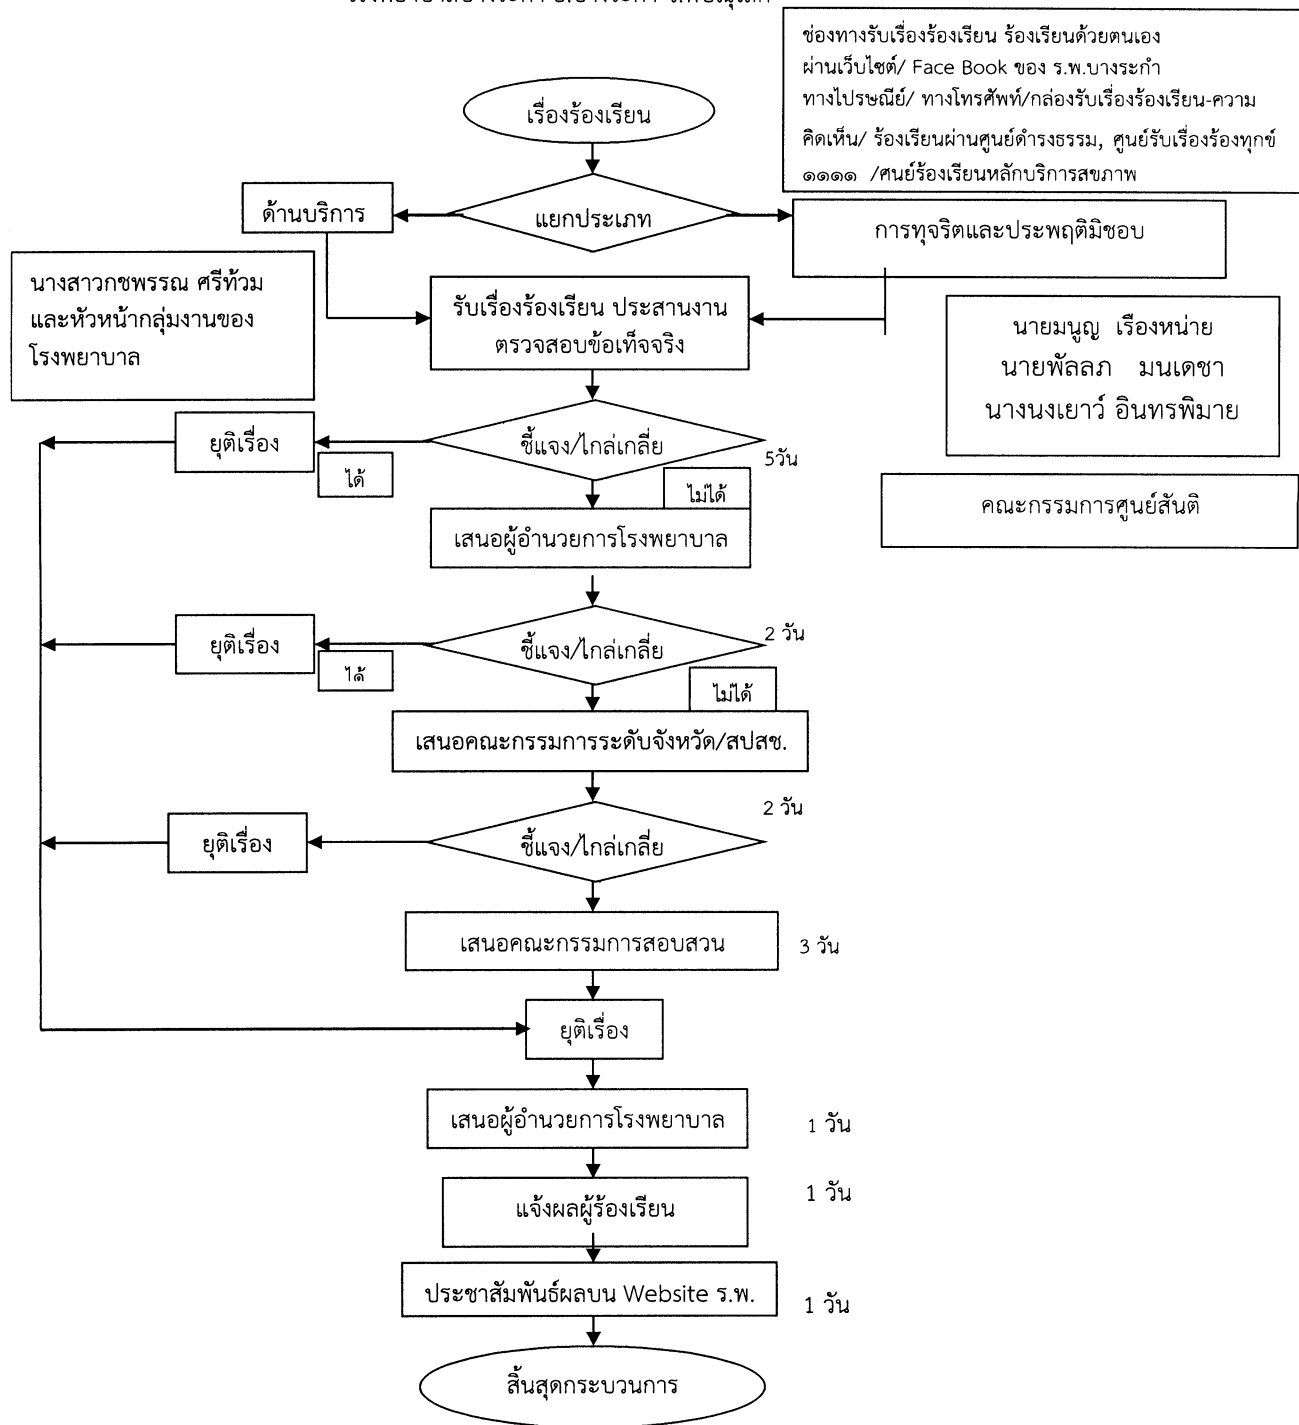 ช่องทางรับเรื่องร้องเรียน ร้องเรียนด้วยตนเอง
ผ่านเว็บไซต์/ Face Book ของ ร.พ.บางระกำ
ทางไปรษณีย์/ ทางโทรศัพท์/กล่องรับเรื่องร้องเรียน-ความ
คิดเห็น/ ร้องเรียนผ่านศูนย์ดำรงธรรม, ศูนย์รับเรื่องร้องทุกข์
๑๑๑๑ /ศนย์ร้องเรียนหลักบริการสขภาพ
เรื่องร้องเรียน
แยกประเภท
ด้านบริการ
การทุจริตและประพฤติมิชอบ
นางสาวกชพรรณ ศรีท้วม
และหัวหน้ากลุ่มงานของ
โรงพยาบาล
รับเรื่องร้องเรียน ประสานงาน
ตรวจสอบข้อเท็จจริง
นายมนูญ เรืองหน่าย
นายพัลลภ มนเดชา
นางนงเยาว์ อินทรพิมาย
ยุติเรื่อง
ชี้แจง/ไกล่เกลี่ย
5วัน
ได้
ไม่ได้
คณะกรรมการศูนย์สันติ
เสนอผู้อำนวยการโรงพยาบาล
ยุติเรื่อง
ชี้แจง/ไกล่เกลี่ย
2 วัน
ได้
ไม่ได้
เสนอคณะกรรมการระดับจังหวัด/สปสช.
2 วัน
ยุติเรื่อง
ชี้แจง/ไกล่เกลี่ย
เสนอคณะกรรมการสอบสวน
3 วัน
ยุติเรื่อง
เสนอผู้อำนวยการโรงพยาบาล
1 วัน
แจ้งผลผู้ร้องเรียน
1 วัน
ประชาสัมพันธ์ผลบน Website ร.พ.
1 วัน
สิ้นสุดกระบวนการ